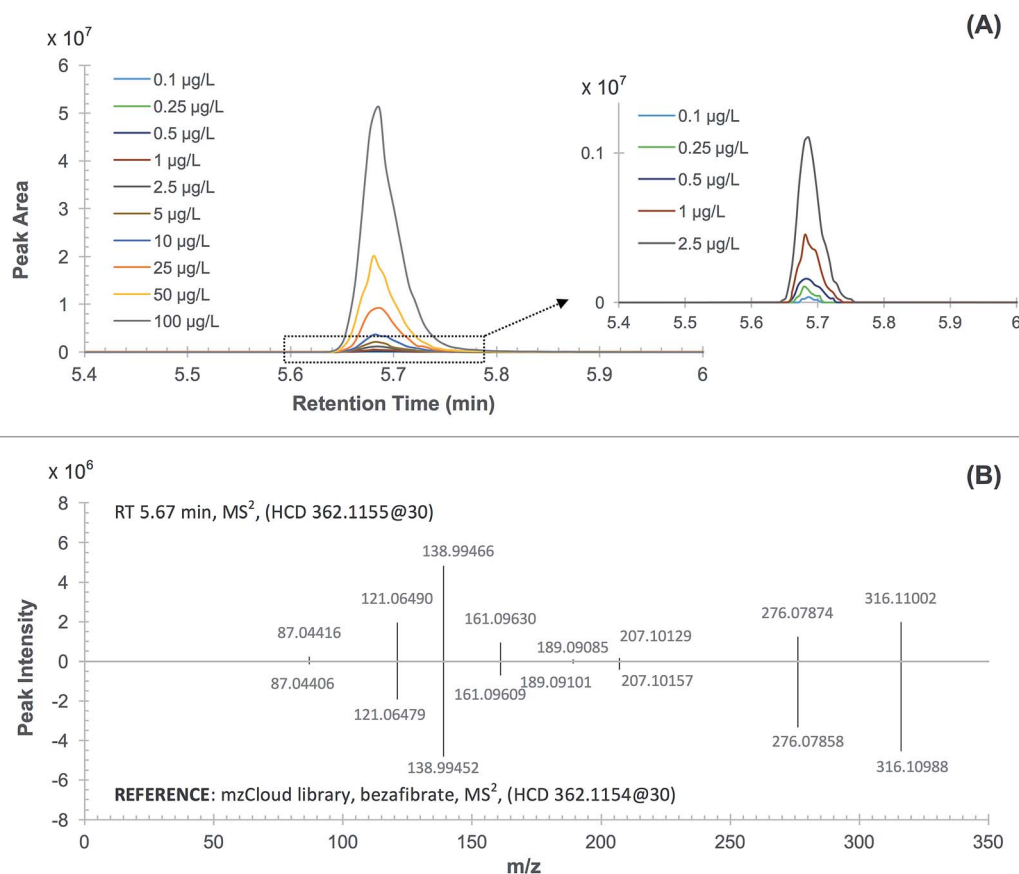 (A)
x 10⁷
6
5
4
3
2
1
0
Peak Area
0.1 µg/L
0.25 µg/L
0.5 µg/L
1 µg/L
2.5 µg/L
5 µg/L
10 µg/L
25 µg/L
50 µg/L
100 µg/L
5.4 5.5 5.6 5.7 5.8 5.9 6
Retention Time (min)
x 10⁷
0.1
0
0.1 µg/L
0.25 µg/L
0.5 µg/L
1 µg/L
2.5 µg/L
5.4 5.5 5.6 5.7 5.8 5.9 6
(B)
x 10⁶
8
6
4
2
0
-2
-4
-6
-8
Peak Intensity
RT 5.67 min, MS², (HCD 362.1155@30)
138.99466
121.06490
316.11002
276.07874
161.09630
87.04416
207.10129
189.09085
87.04406
189.09101
207.10157
161.09609
121.06479
276.07858
138.99452
316.10988
REFERENCE: mzCloud library, bezafibrate, MS², (HCD 362.1154@30)
0 50 100 150 200 250 300 350
m/z